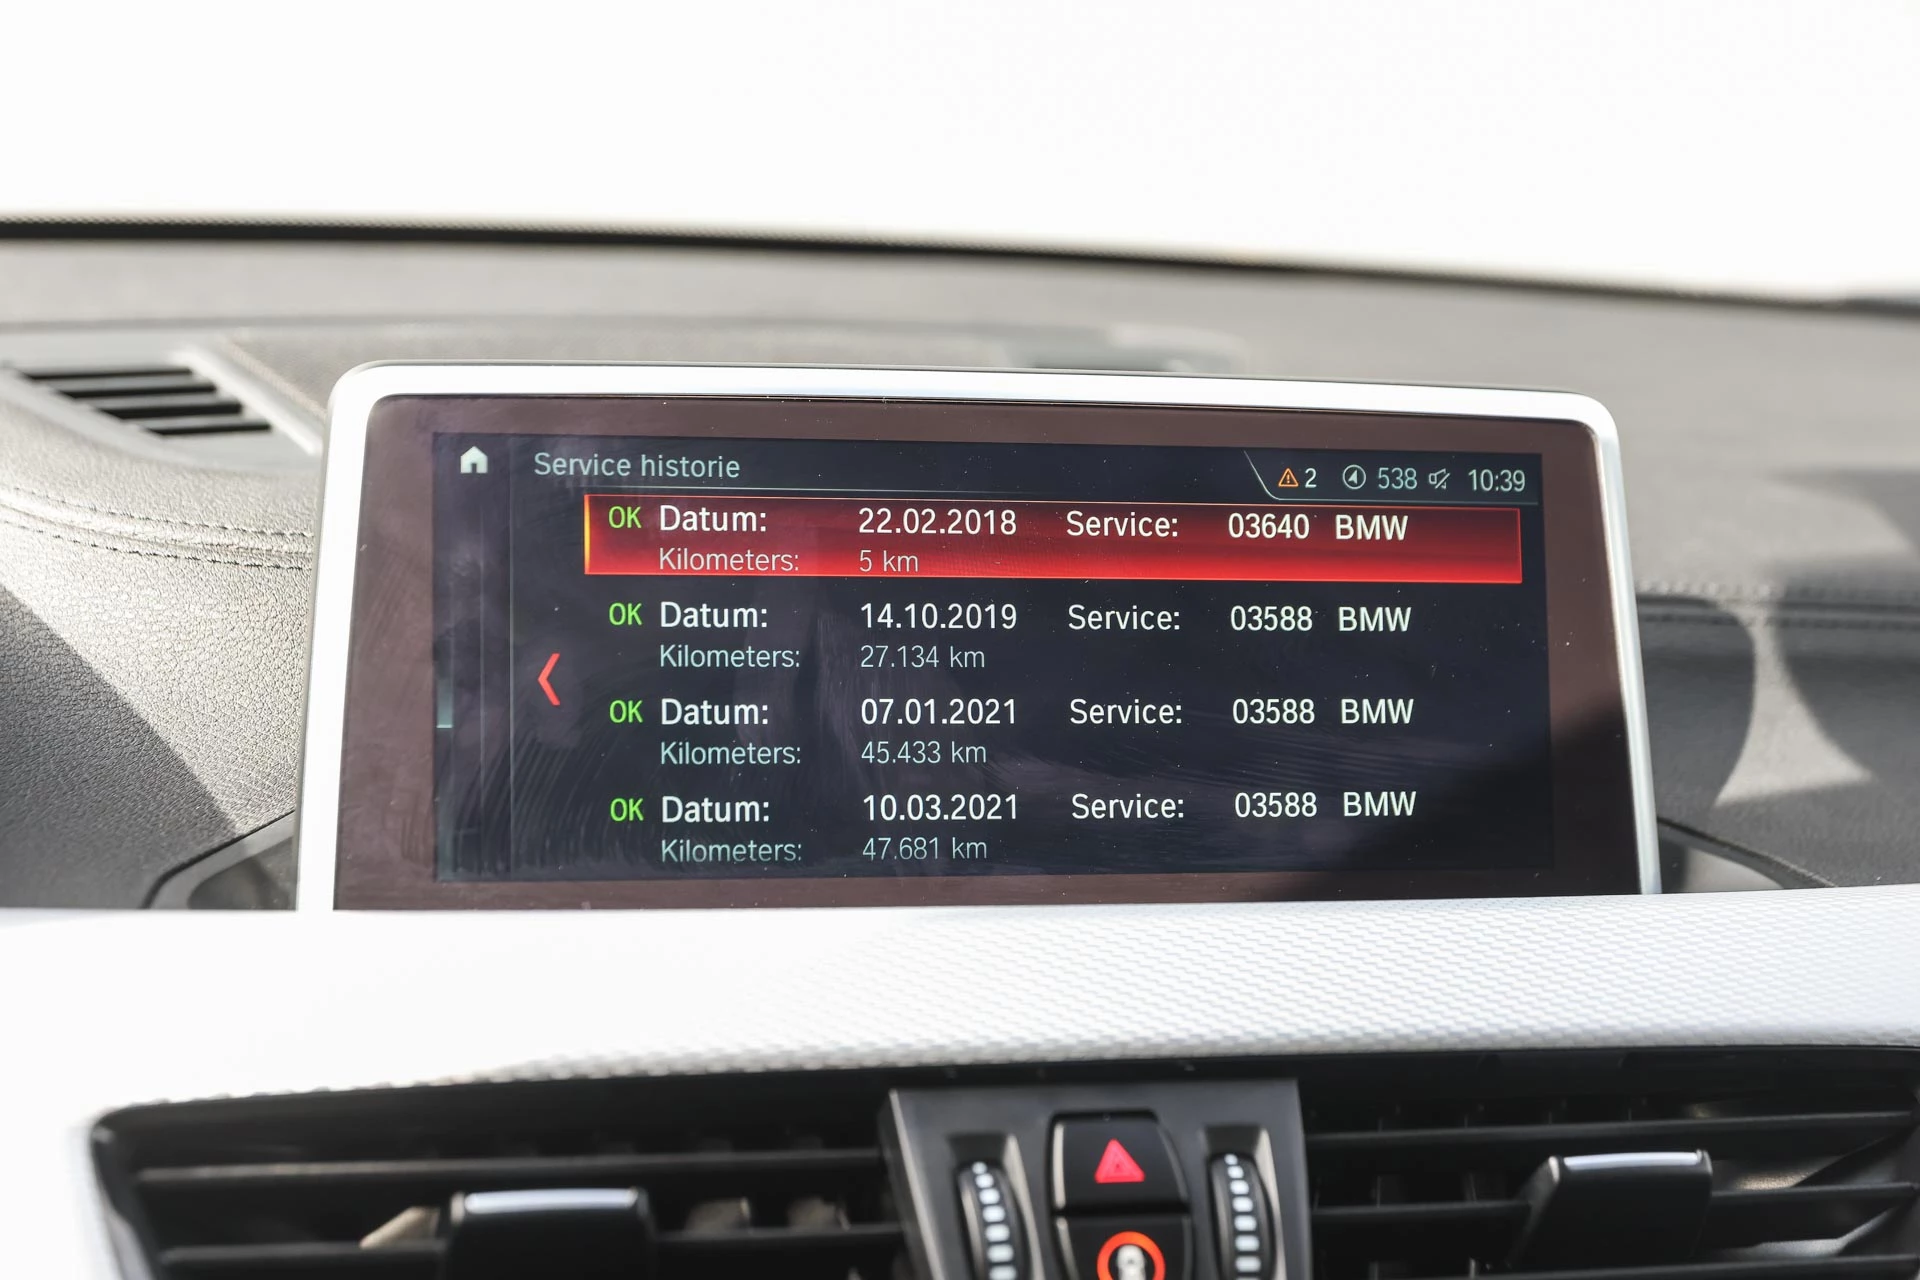 Service historie
2 538 10:39
OK Datum: 22.02.2018 Service: 03640 BMW
Kilometers: 5 km
OK Datum: 14.10.2019 Service: 03588 BMW
Kilometers: 27.134 km
OK Datum: 07.01.2021 Service: 03588 BMW
Kilometers: 45.433 km
OK Datum: 10.03.2021 Service: 03588 BMW
Kilometers: 47.681 km